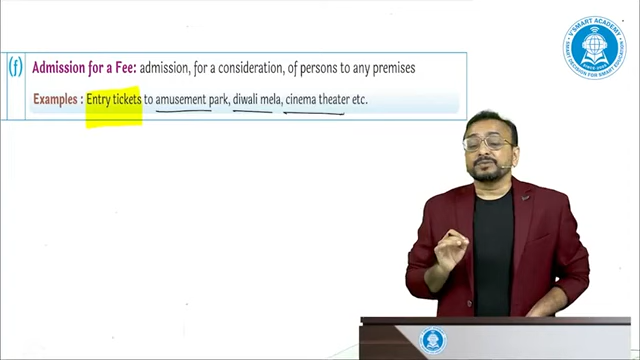 (f) Admission for a Fee: admission, for a consideration, of persons to any premises
Examples : Entry tickets to amusement park, diwali mela, cinema theater etc.
V SMART ACADEMY